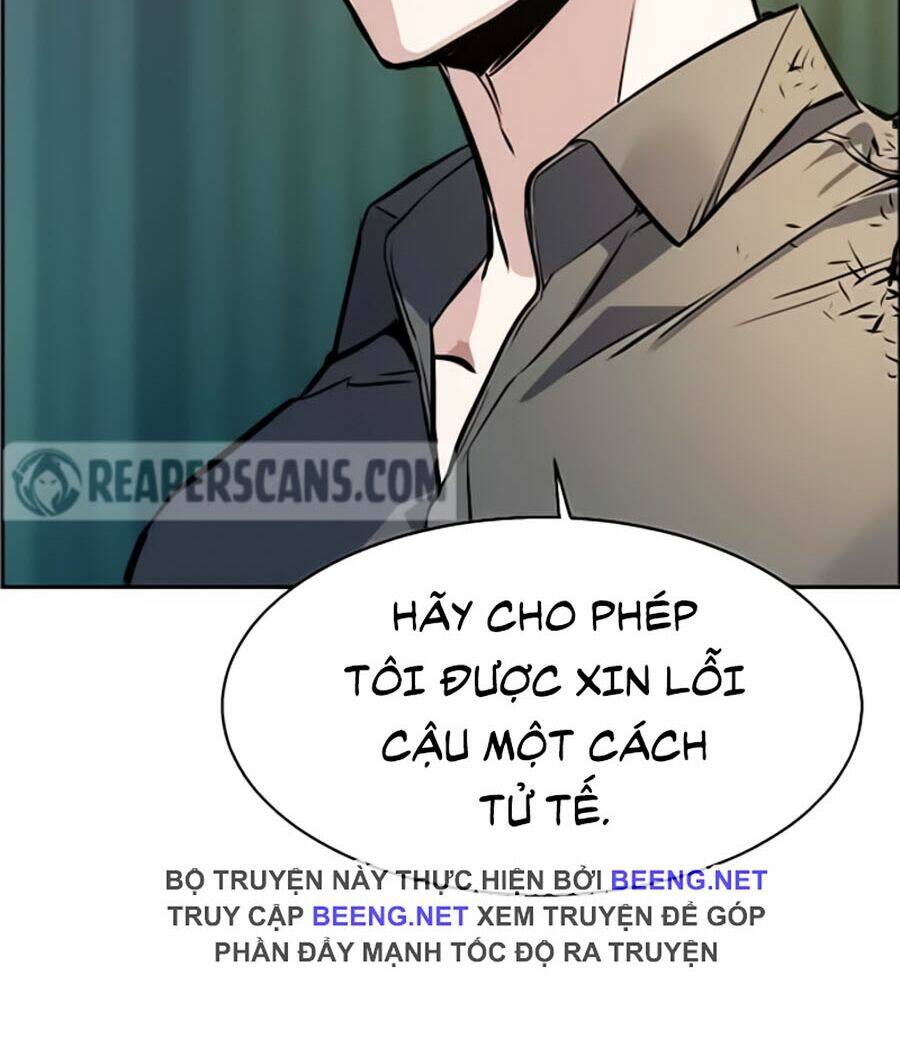 REAPERSCANS.COM
HÃY CHO PHÉP
TÔI ĐƯỢC XIN LỖI
CẬU MỘT CÁCH
TỬ TẾ.
BỘ TRUYỆN NÀY THỰC HIỆN BỞI BEENG.NET
TRUY CẬP BEENG.NET XEM TRUYỆN ĐỂ GÓP
PHẦN ĐẨY MẠNH TỐC ĐỘ RA TRUYỆN